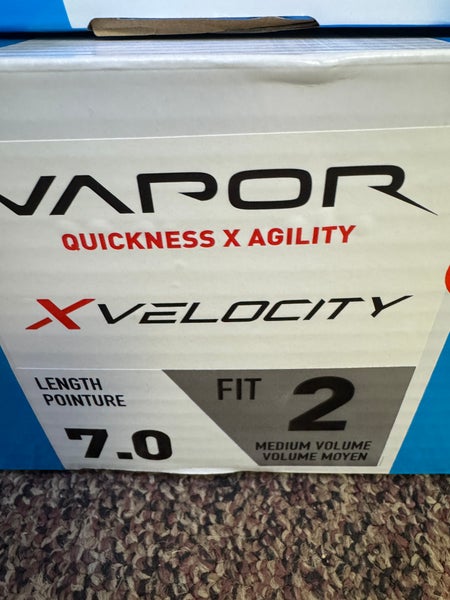 VAPOR
QUICKNESS X AGILITY
X VELOCITY
LENGTH
POINTURE
7.0
FIT 2
MEDIUM VOLUME
VOLUME MOYEN